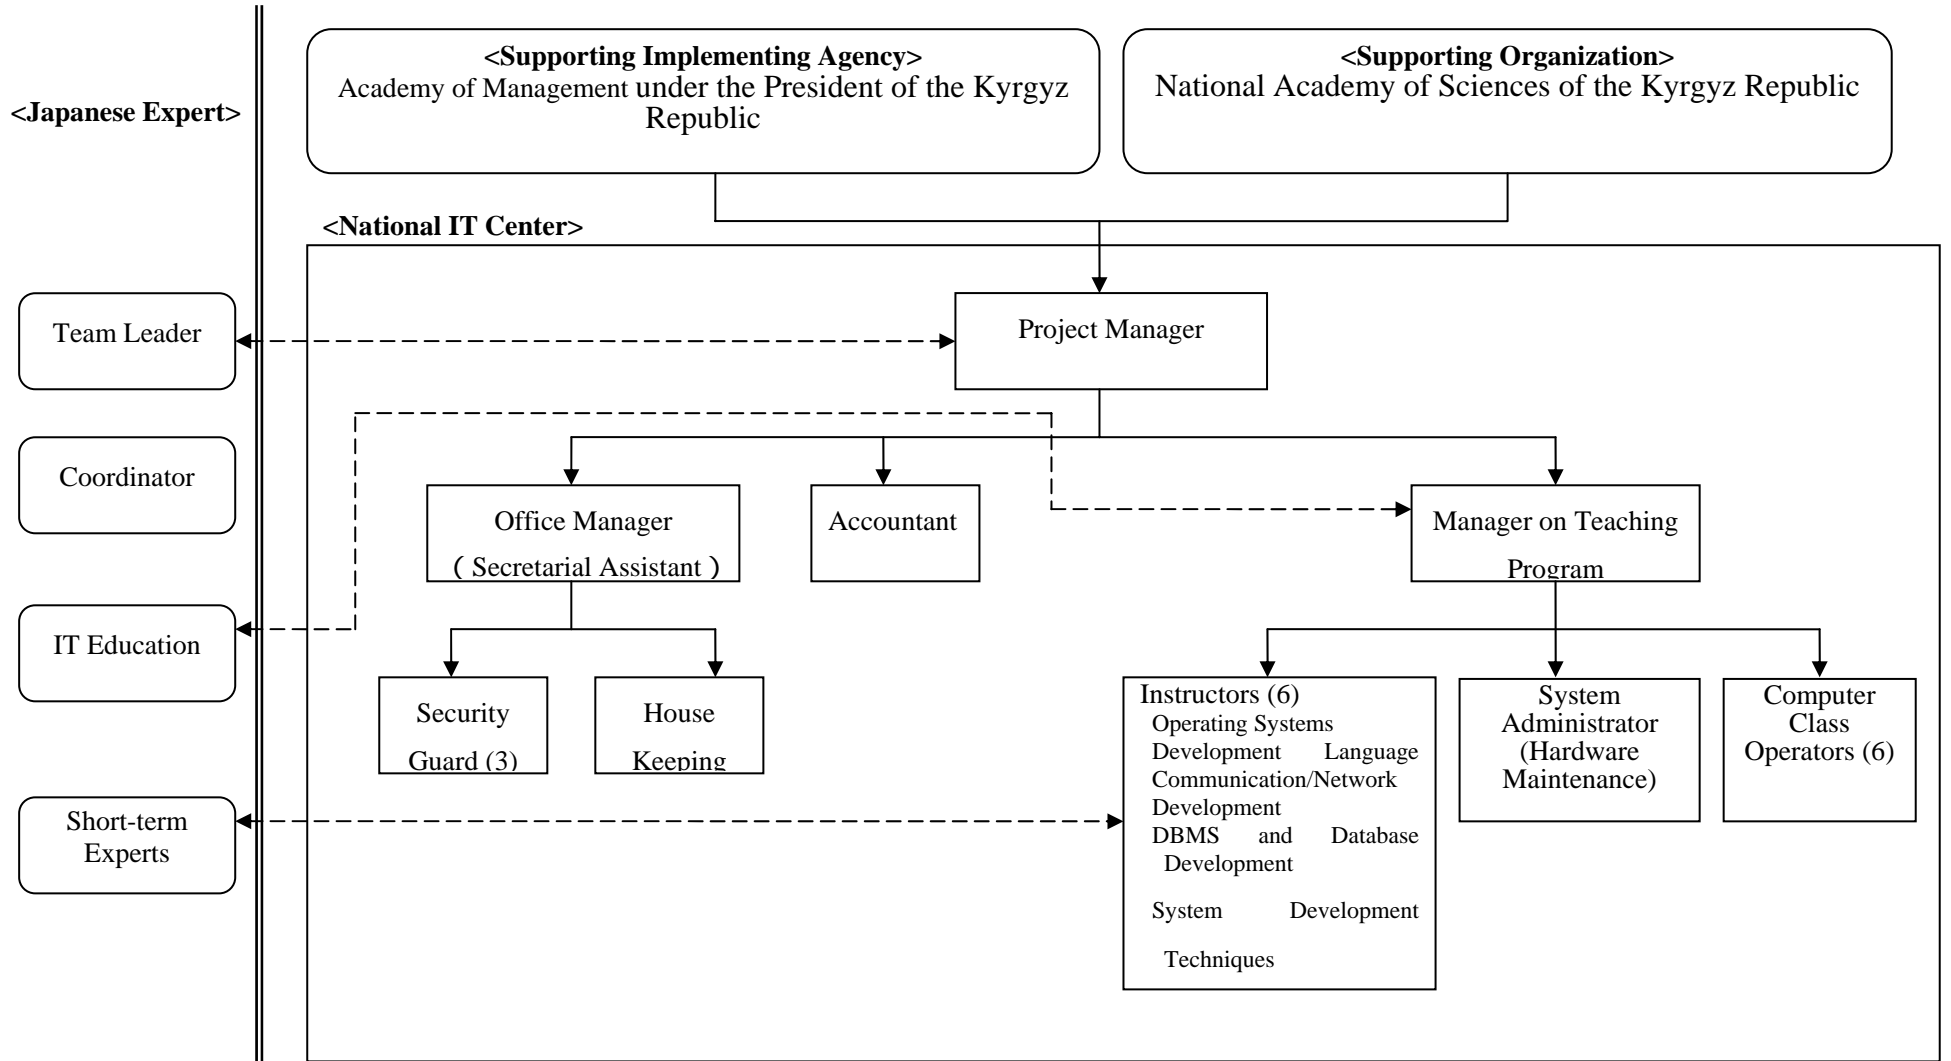 <Supporting Implementing Agency>
Academy of Management under the President of the Kyrgyz
Republic
<Supporting Organization>
National Academy of Sciences of the Kyrgyz Republic
<Japanese Expert>
<National IT Center>
Team Leader
Project Manager
Coordinator
Office Manager
( Secretarial Assistant )
Accountant
Manager on Teaching
Program
IT Education
Security
Guard (3)
House
Keeping
Instructors (6)
Operating Systems
Development Language
Communication/Network
Development
DBMS and Database
Development
System Development
Techniques
System
Administrator
(Hardware
Maintenance)
Computer
Class
Operators (6)
Short-term
Experts